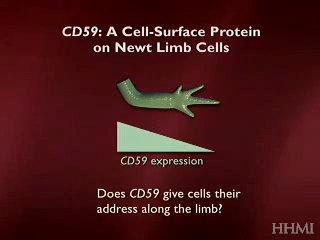 CD59: A Cell-Surface Protein
on Newt Limb Cells
CD59 expression
Does CD59 give cells their
address along the limb?
HHMI